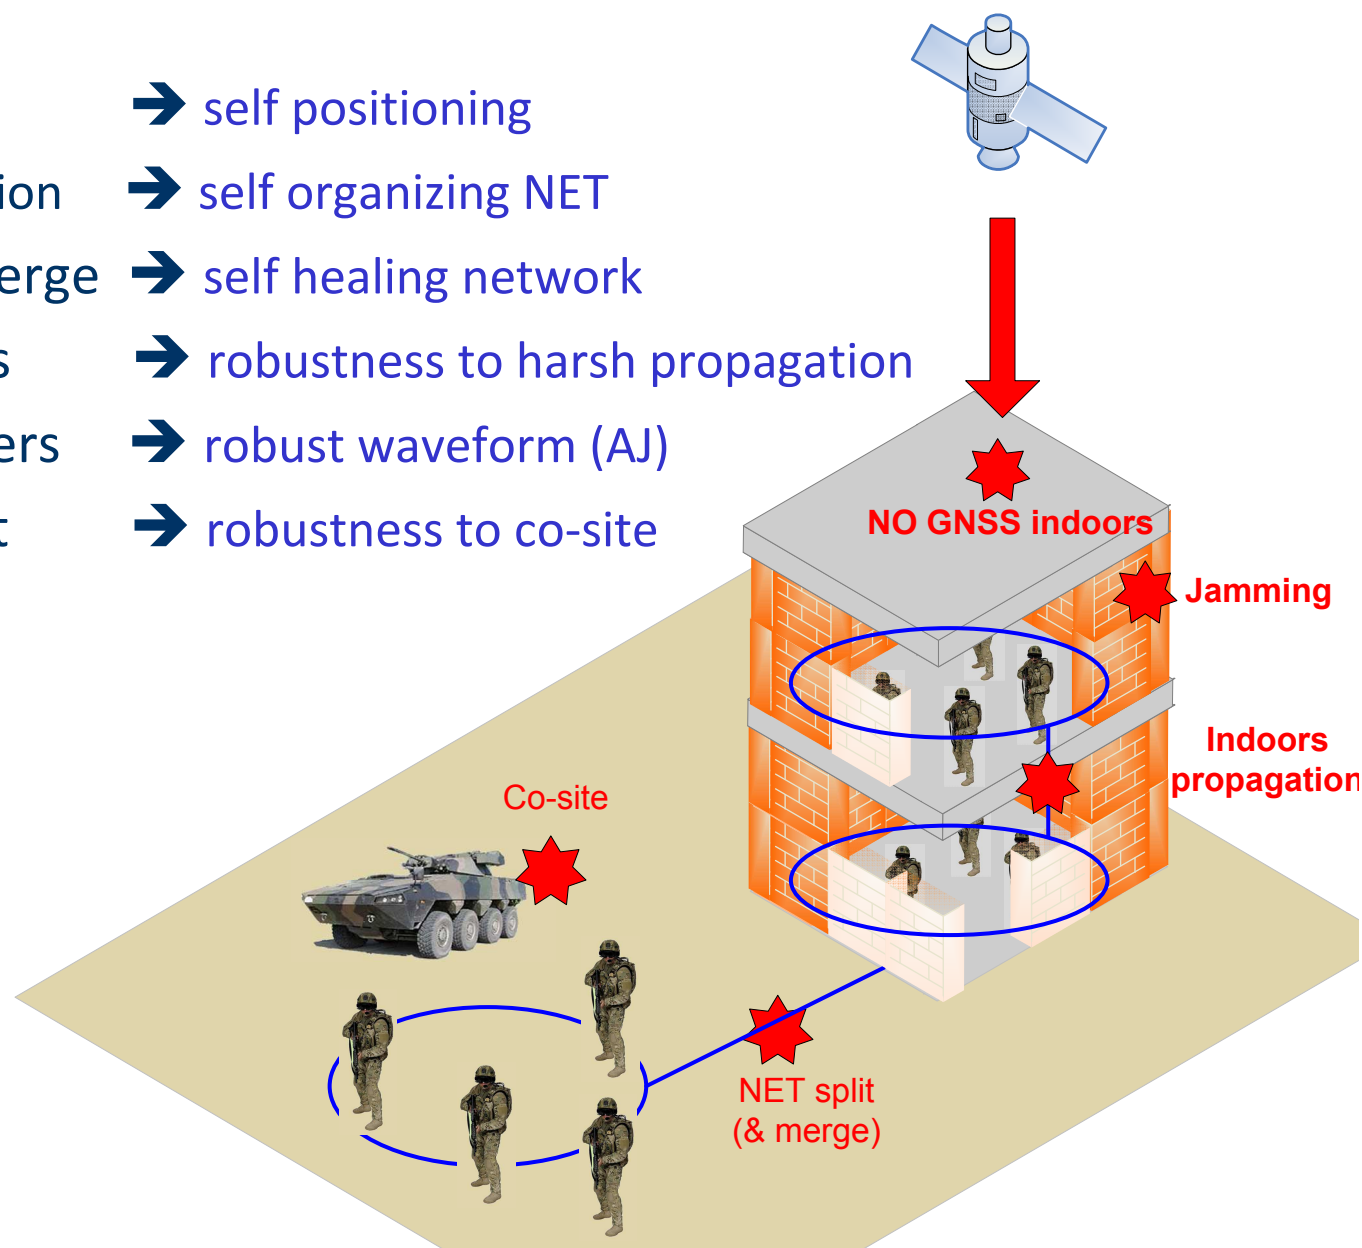 ➔ self positioning
ion ➔ self organizing NET
erge ➔ self healing network
s ➔ robustness to harsh propagation
ers ➔ robust waveform (AJ)
t ➔ robustness to co-site
NO GNSS indoors
Jamming
Indoors
propagation
Co-site
NET split
(& merge)